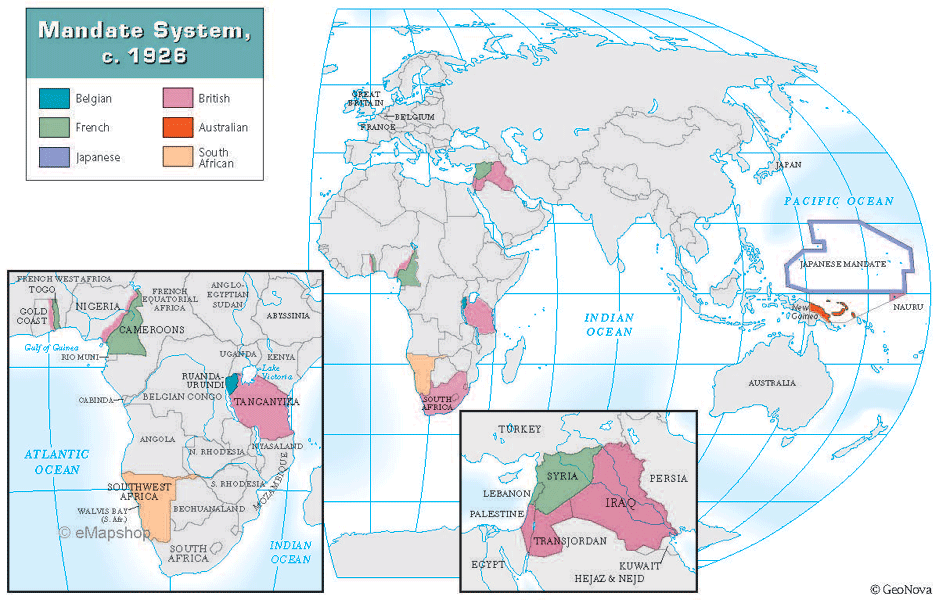 Mandate System,
c. 1926
Belgian
British
French
Australian
Japanese
South
African
GREAT
BRITAIN
BELGIUM
FRANCE
JAPAN
PACIFIC OCEAN
JAPANESE MANDATE
NAURU
New
Guinea
INDIAN
OCEAN
AUSTRALIA
SOUTH
AFRICA
FRENCH WEST AFRICA
TOGO
GOLD
COAST
NIGERIA
FRENCH
EQUATORIAL
AFRICA
ANGLO-
EGYPTIAN
SUDAN
ABYSSINIA
CAMEROONS
Gulf of Guinea
RIO MUNI
UGANDA
KENYA
Lake
Victoria
RUANDA-
URUNDI
BELGIAN CONGO
CABINDA
TANGANYIKA
ATLANTIC
OCEAN
ANGOLA
NYASALAND
N. RHODESIA
S. RHODESIA
MOZAMBIQUE
SOUTHWEST
AFRICA
WALVIS BAY
(S. Afr.)
BECHUANALAND
SOUTH
AFRICA
INDIAN
OCEAN
© eMapshop
TURKEY
SYRIA
PERSIA
LEBANON
IRAQ
PALESTINE
TRANSJORDAN
EGYPT
KUWAIT
HEJAZ & NEJD
© GeoNova